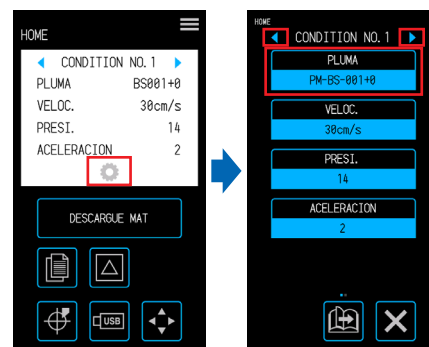 HOME
CONDITION NO. 1
PLUMA BS001+0
VELOC. 30cm/s
PRESI. 14
ACELERACION 2
DESCARGUE MAT
USB
HOME
CONDITION NO. 1
PLUMA
PM-BS-001+0
VELOC.
30cm/s
PRESI.
14
ACELERACION
2